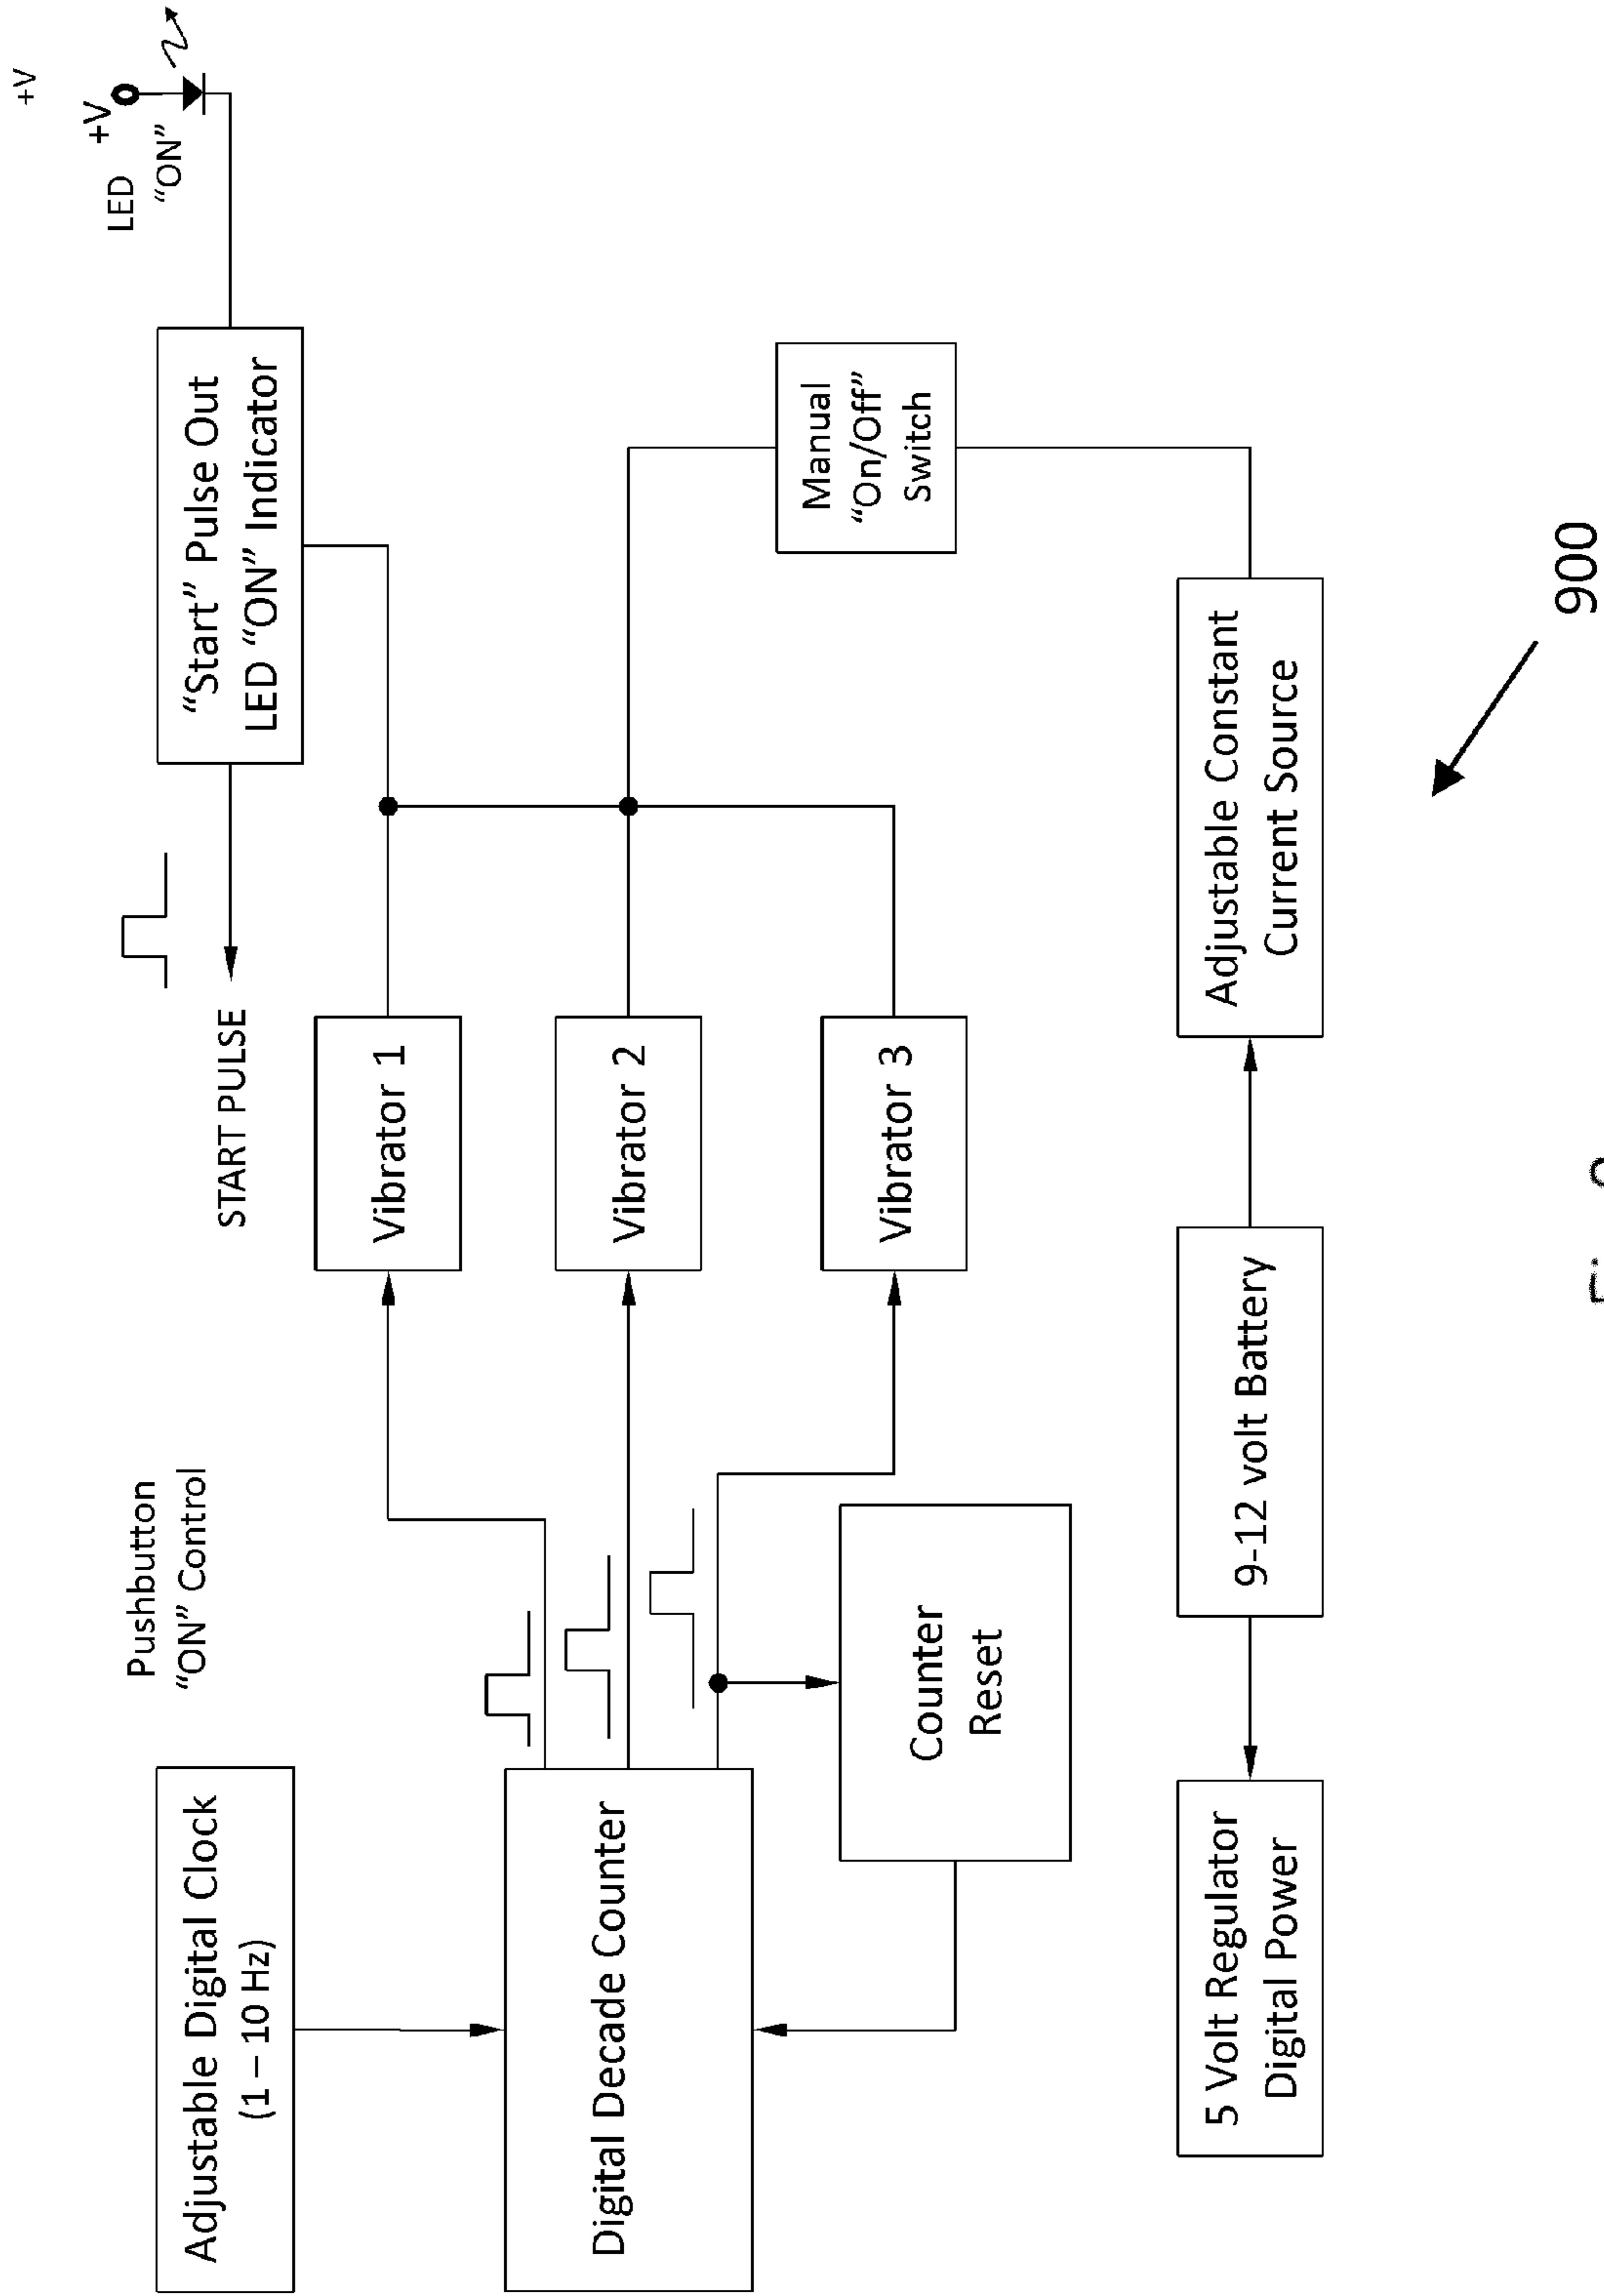 Adjustable Digital Clock
(1 – 10 Hz)
Pushbutton
“ON” Control
START PULSE
“Start” Pulse Out
LED “ON” Indicator
LED
“ON”
+V
+V
Digital Decade Counter
Vibrator 1
Vibrator 2
Vibrator 3
Counter
Reset
Manual
“On/Off”
Switch
5 Volt Regulator
Digital Power
9-12 volt Battery
Adjustable Constant
Current Source
900